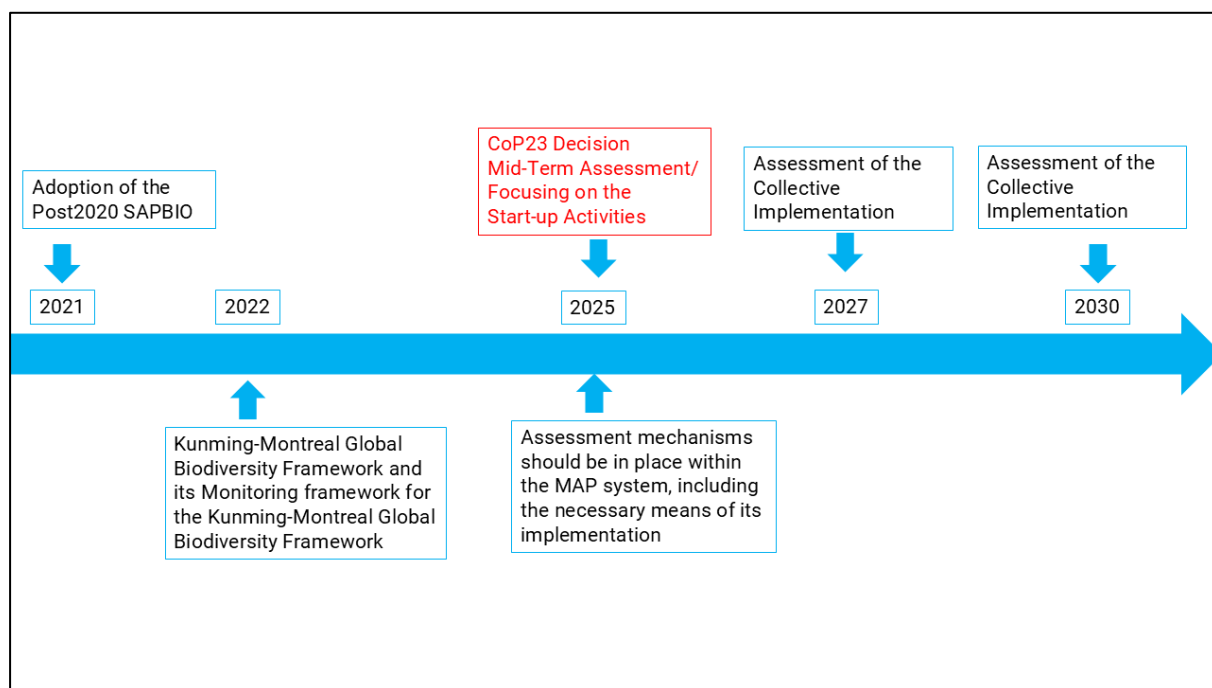 Adoption of the
Post2020 SAPBIO
CoP23 Decision
Mid-Term Assessment/
Focusing on the
Start-up Activities
Assessment of the
Collective
Implementation
Assessment of the
Collective
Implementation
2021
2022
2025
2027
2030
Kunming-Montreal Global
Biodiversity Framework and
its Monitoring framework for
the Kunming-Montreal Global
Biodiversity Framework
Assessment mechanisms
should be in place within
the MAP system, including
the necessary means of its
implementation